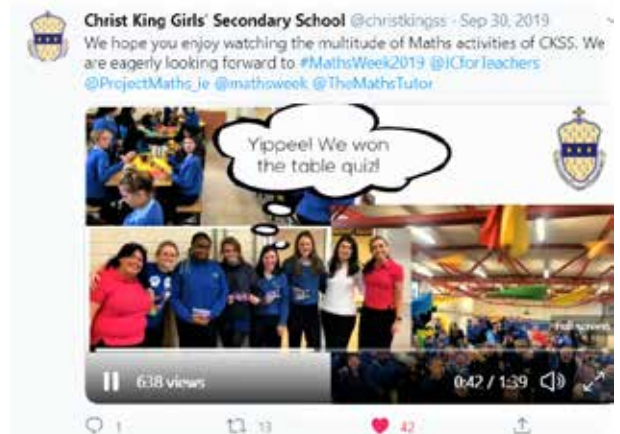 Christ King Girls' Secondary School @christkingss · Sep 30, 2019
We hope you enjoy watching the multitude of Maths activities of CKSS. We
are eagerly looking forward to #MathsWeek2019 @JCforTeachers
@ProjectMaths_ie @mathsweek @TheMathsTutor
Yippee! We won
the table quiz!
Full screen
638 views
0:42 / 1:39
1
13
42